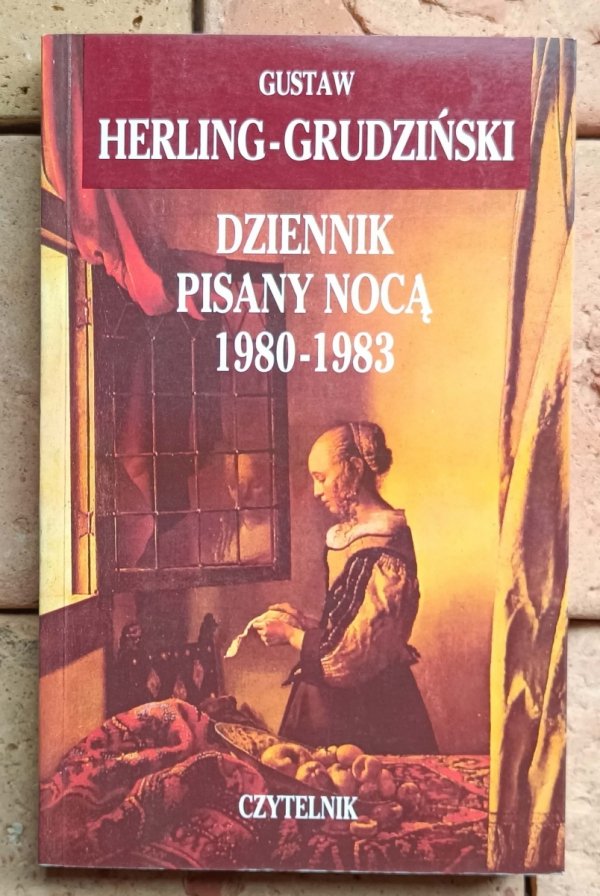 GUSTAW
HERLING-GRUDZIŃSKI
DZIENNIK
PISANY NOCĄ
1980-1983
CZYTELNIK